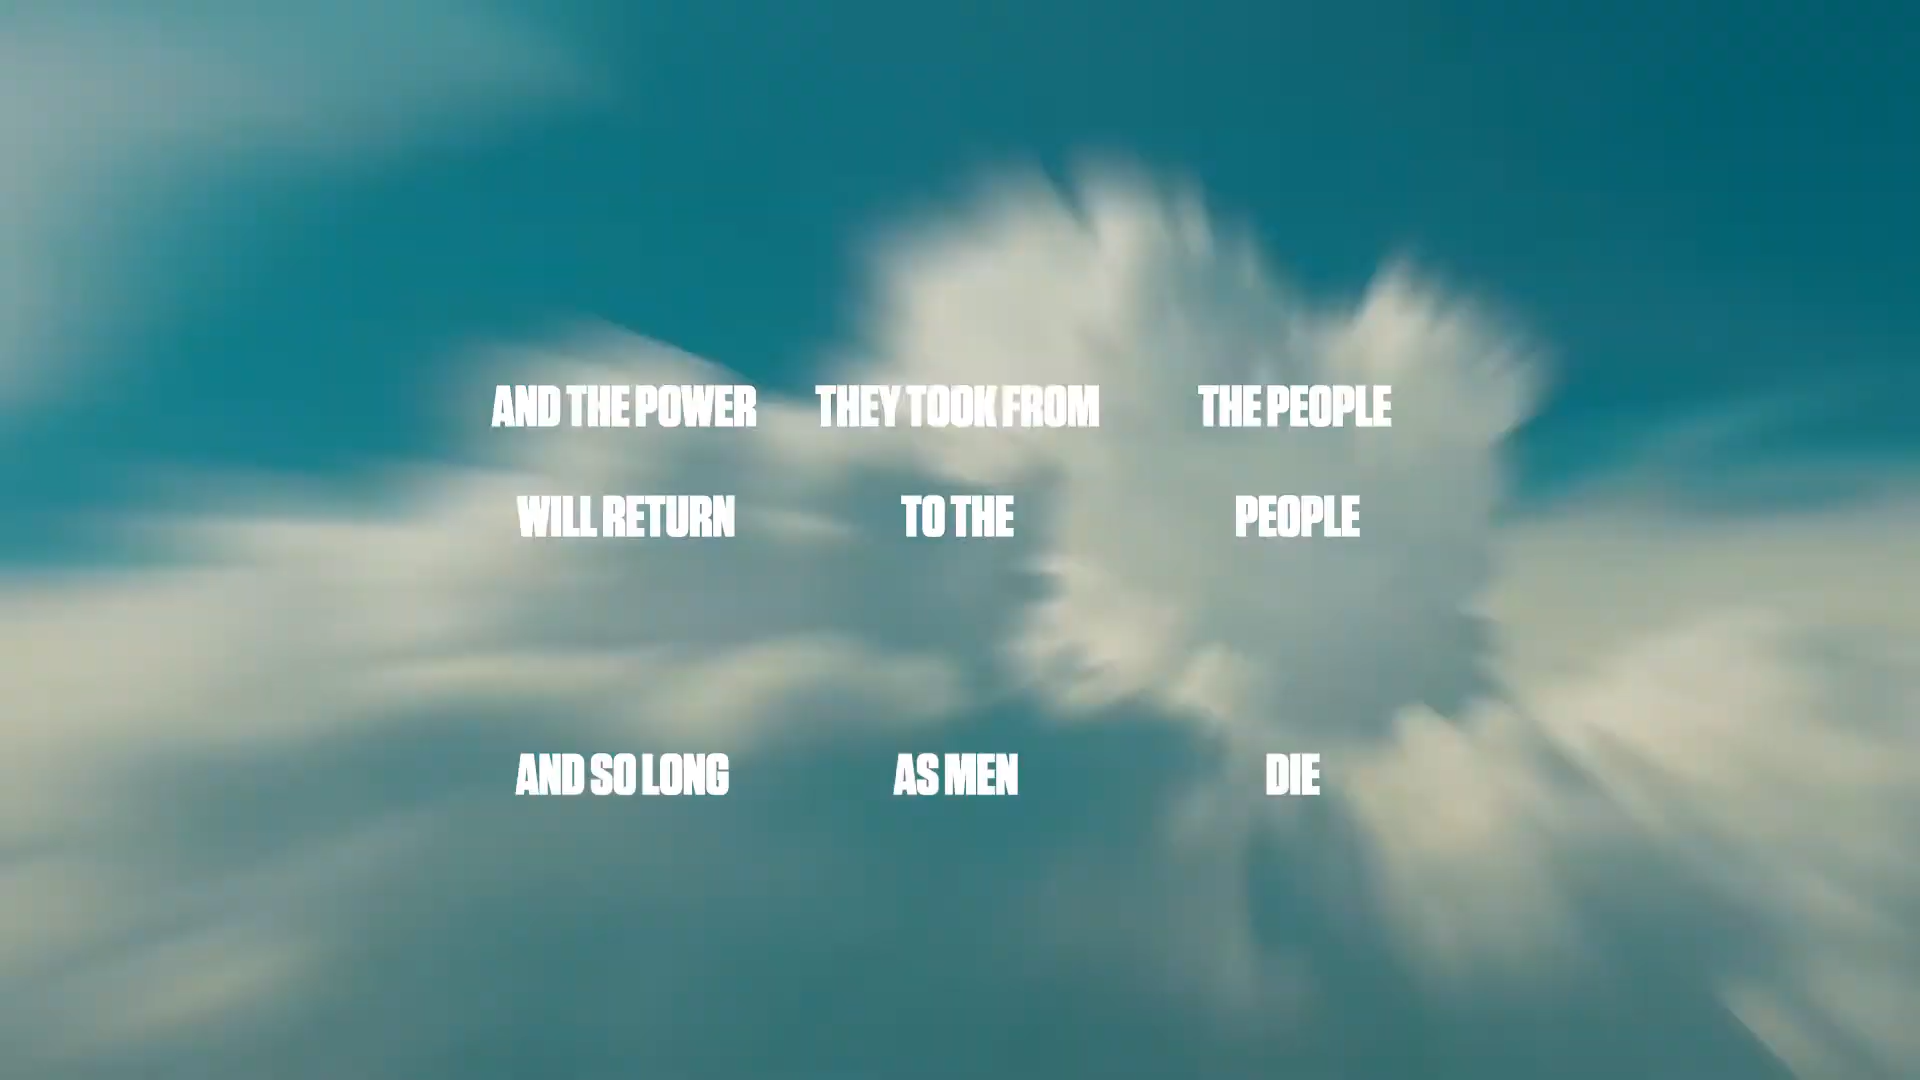 AND THE POWER THEY TOOK FROM THE PEOPLE
WILL RETURN TO THE PEOPLE
AND SO LONG AS MEN DIE